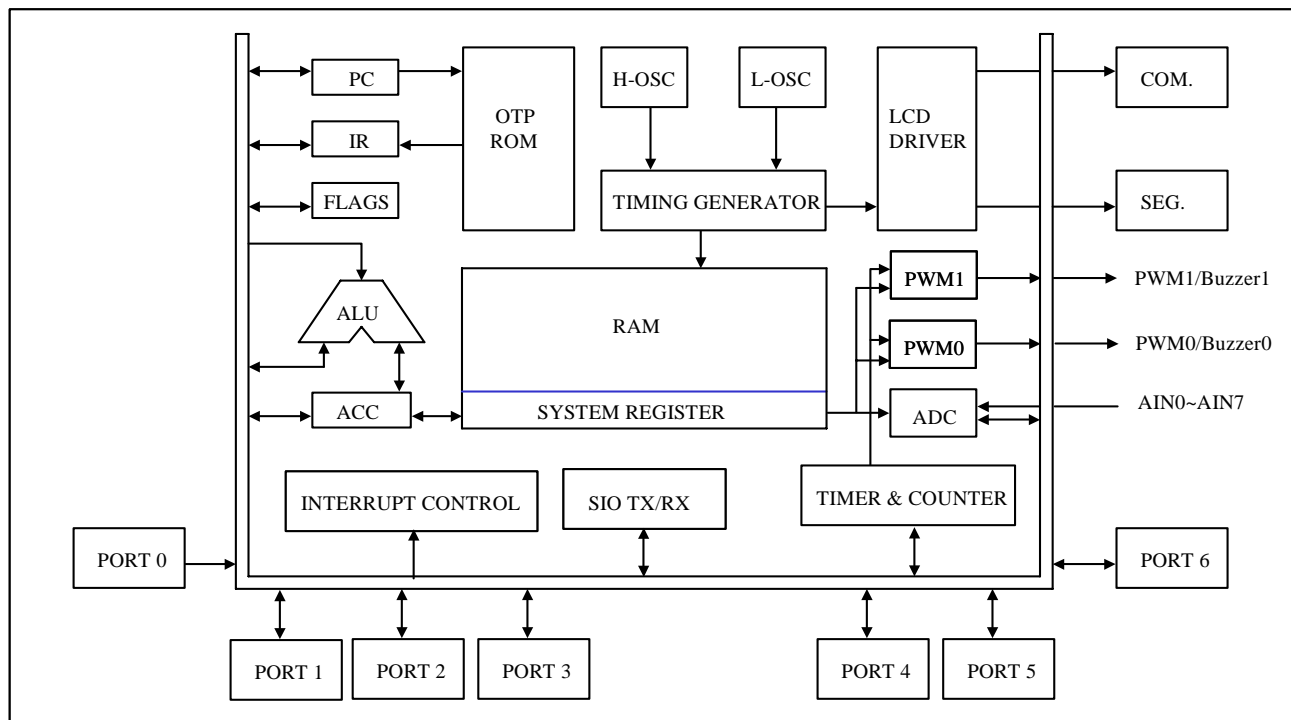 PC
OTP
ROM
H-OSC
L-OSC
LCD
DRIVER
COM.
IR
FLAGS
TIMING GENERATOR
SEG.
ALU
RAM
PWM1
PWM1/Buzzer1
PWM0
PWM0/Buzzer0
ACC
SYSTEM REGISTER
ADC
AIN0~AIN7
INTERRUPT CONTROL
SIO TX/RX
TIMER & COUNTER
PORT 0
PORT 6
PORT 1
PORT 2
PORT 3
PORT 4
PORT 5